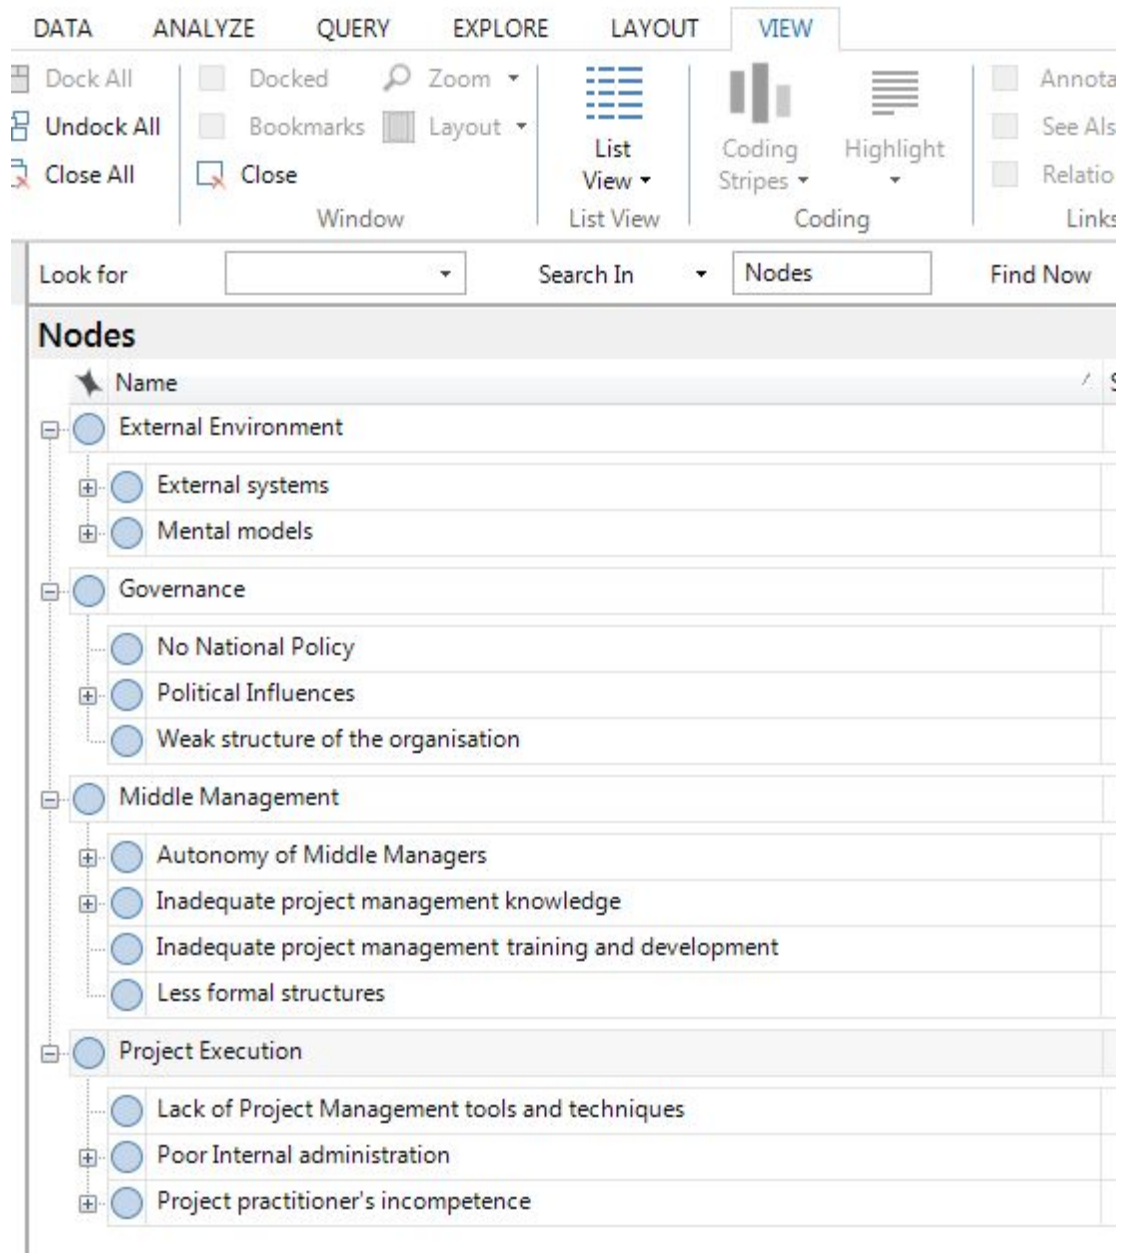 DATA ANALYZE QUERY EXPLORE LAYOUT VIEW
Dock All Docked Zoom Annota
Undock All Bookmarks Layout List View Coding Stripes Highlight See Als
Close All Close Relatio
Window List View Coding Links
Look for Search In Nodes Find Now
Nodes
Name
External Environment
External systems
Mental models
Governance
No National Policy
Political Influences
Weak structure of the organisation
Middle Management
Autonomy of Middle Managers
Inadequate project management knowledge
Inadequate project management training and development
Less formal structures
Project Execution
Lack of Project Management tools and techniques
Poor Internal administration
Project practitioner's incompetence